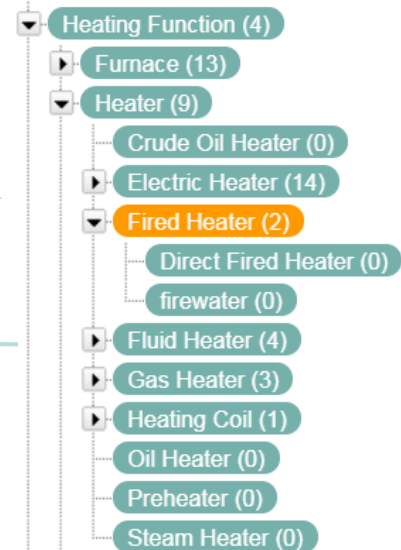 Heating Function (4)
Furnace (13)
Heater (9)
Crude Oil Heater (0)
Electric Heater (14)
Fired Heater (2)
Direct Fired Heater (0)
firewater (0)
Fluid Heater (4)
Gas Heater (3)
Heating Coil (1)
Oil Heater (0)
Preheater (0)
Steam Heater (0)